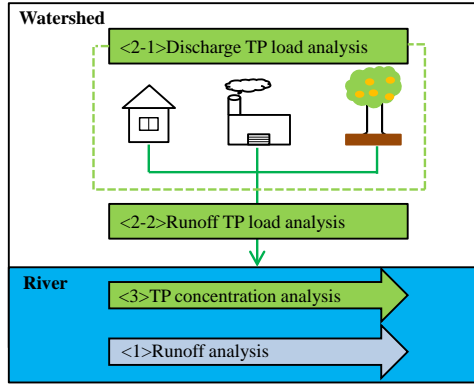 Watershed
<2-1>Discharge TP load analysis
<2-2>Runoff TP load analysis
River
<3>TP concentration analysis
<1>Runoff analysis